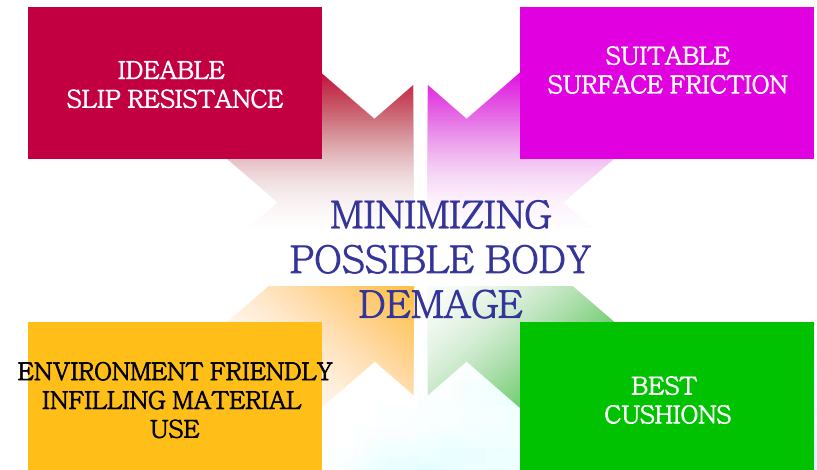 IDEABLE
SLIP RESISTANCE
SUITABLE
SURFACE FRICTION
MINIMIZING
POSSIBLE BODY
DEMAGE
ENVIRONMENT FRIENDLY
INFILLING MATERIAL
USE
BEST
CUSHIONS